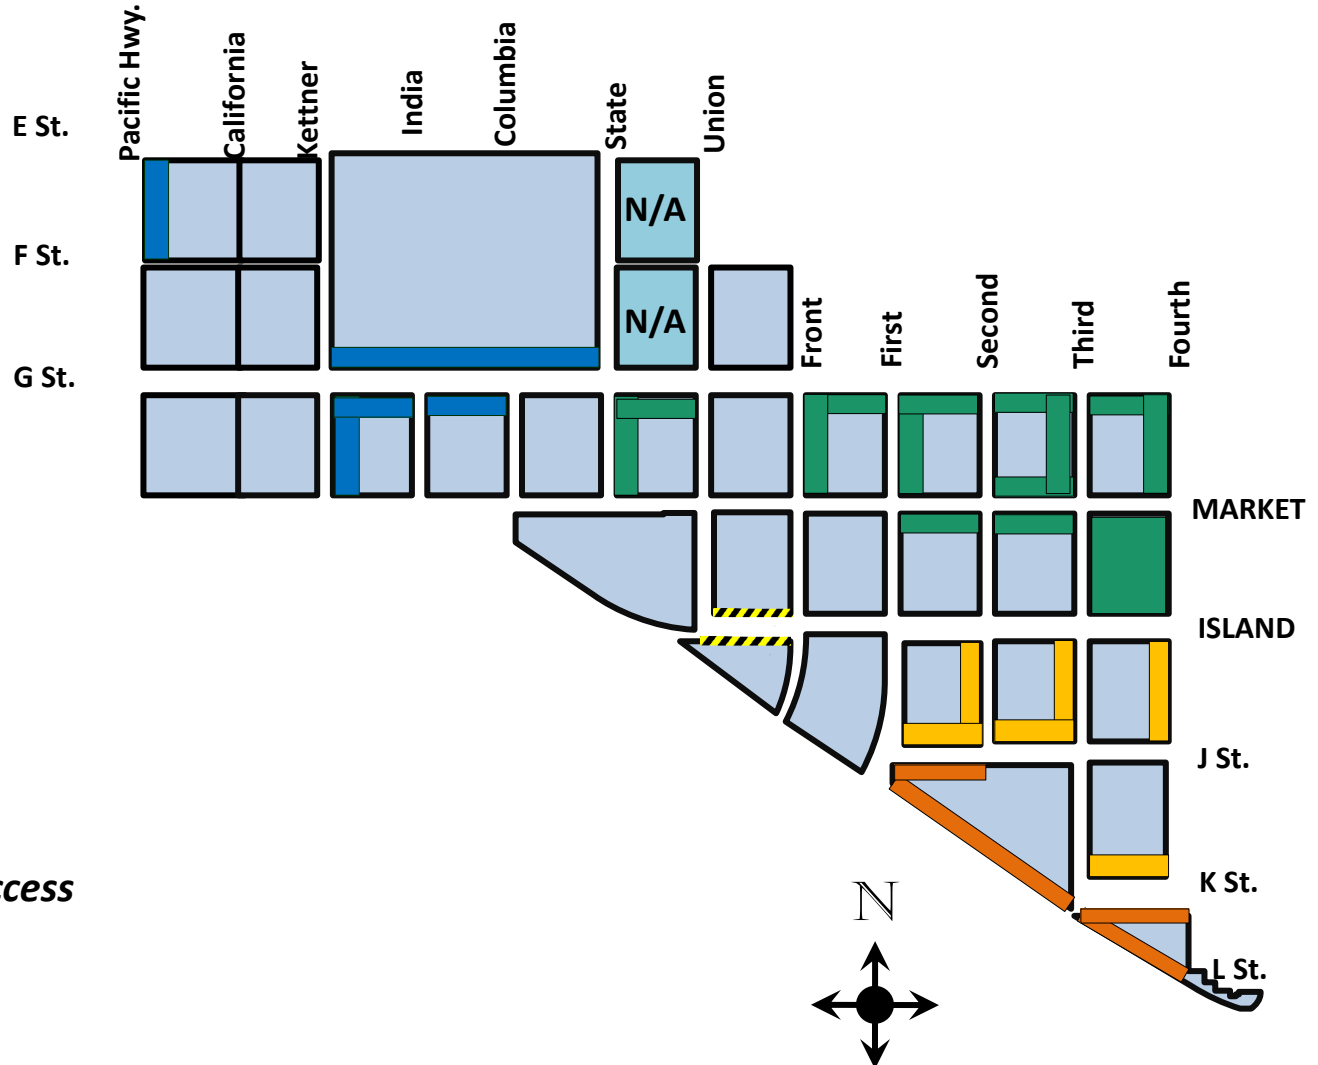 Pacific Hwy.
California
Kettner
India
Columbia
State
Union
E St.
N/A
F St.
N/A
Front
First
Second
Third
Fourth
G St.
MARKET
ISLAND
J St.
K St.
N
L St.